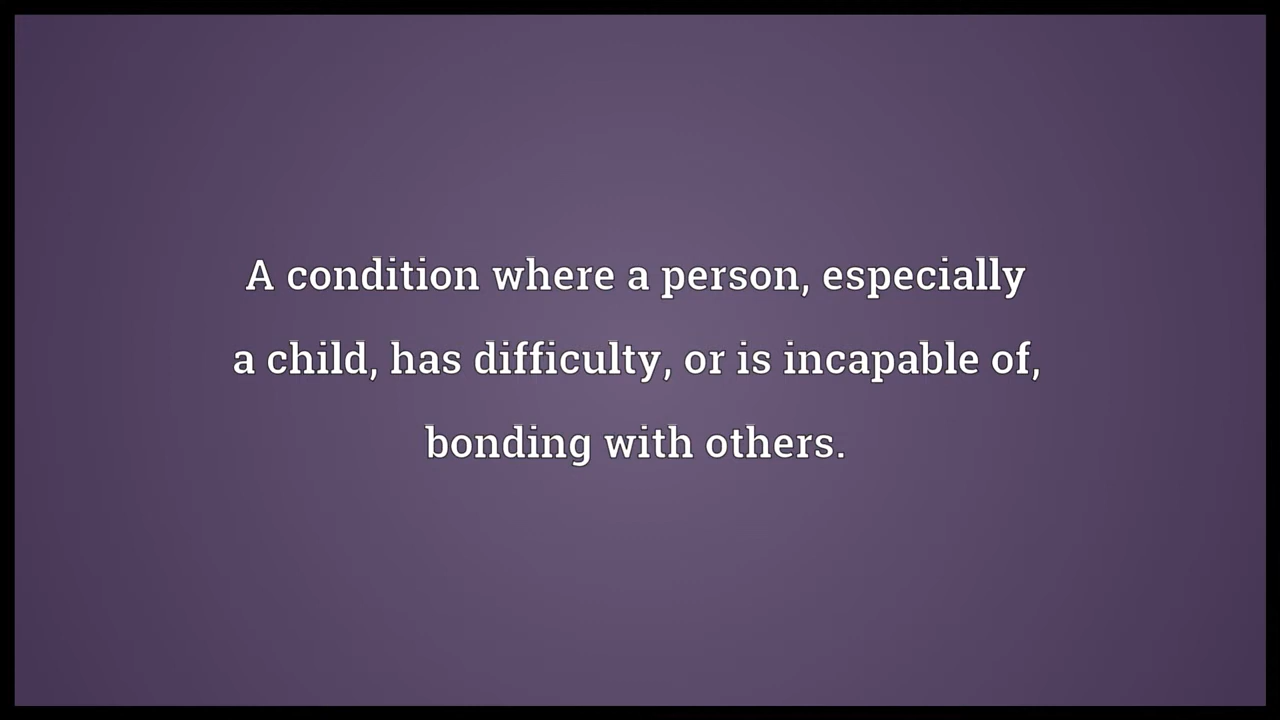 A condition where a person, especially
a child, has difficulty, or is incapable of,
bonding with others.